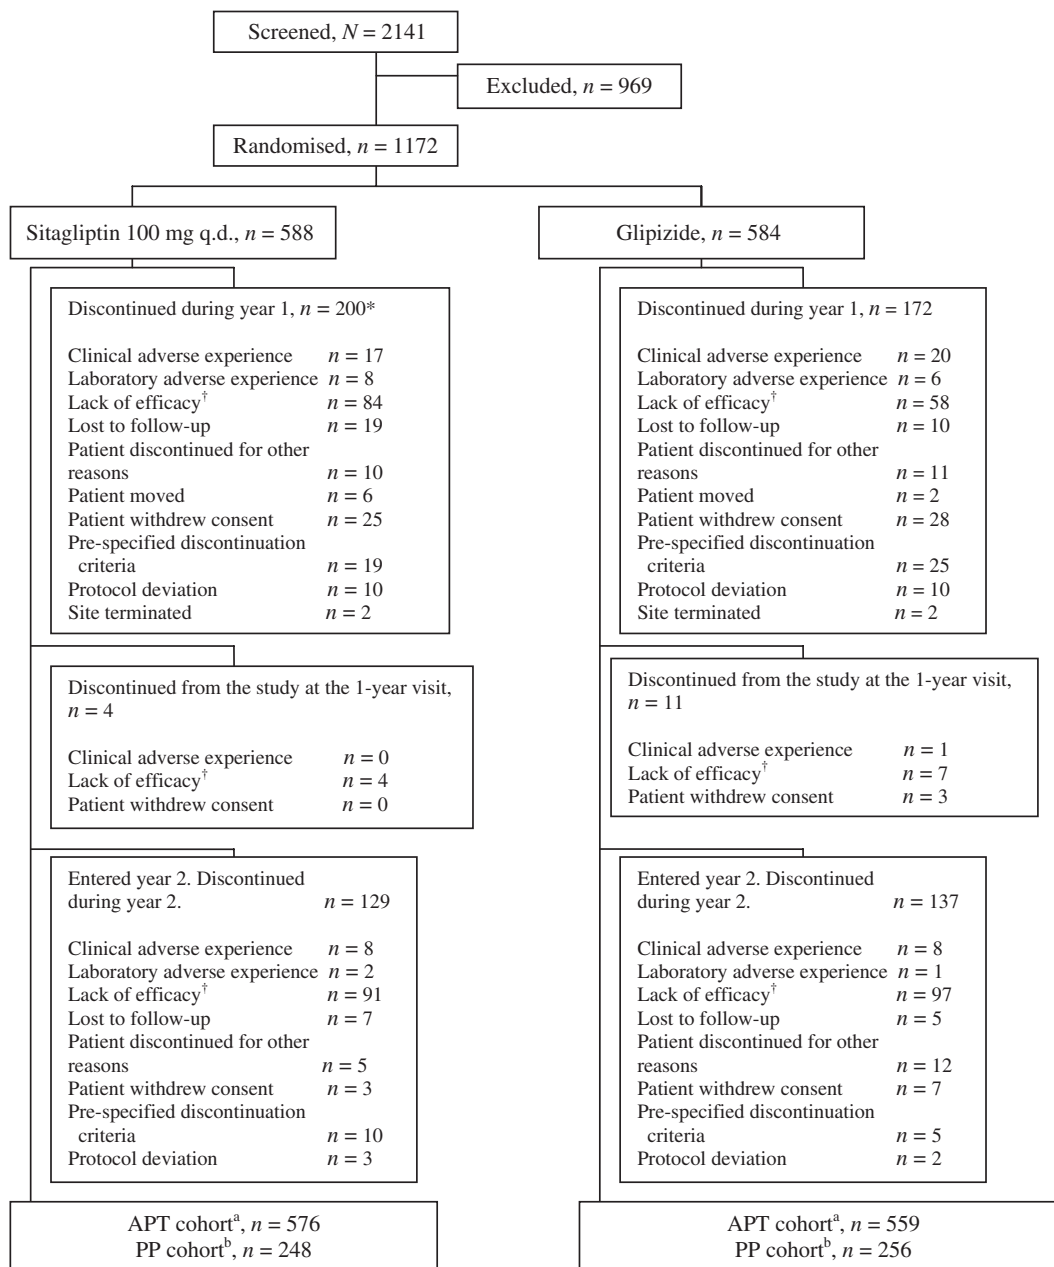 Screened, N = 2141
Excluded, n = 969
Randomised, n = 1172
Sitagliptin 100 mg q.d., n = 588
Discontinued during year 1, n = 200*
Clinical adverse experience n = 17
Laboratory adverse experience n = 8
Lack of efficacy† n = 84
Lost to follow-up n = 19
Patient discontinued for other
reasons n = 10
Patient moved n = 6
Patient withdrew consent n = 25
Pre-specified discontinuation
criteria n = 19
Protocol deviation n = 10
Site terminated n = 2
Discontinued from the study at the 1-year visit,
n = 4
Clinical adverse experience n = 0
Lack of efficacy† n = 4
Patient withdrew consent n = 0
Entered year 2. Discontinued
during year 2. n = 129
Clinical adverse experience n = 8
Laboratory adverse experience n = 2
Lack of efficacy† n = 91
Lost to follow-up n = 7
Patient discontinued for other
reasons n = 5
Patient withdrew consent n = 3
Pre-specified discontinuation
criteria n = 10
Protocol deviation n = 3
APT cohortᵃ, n = 576
PP cohortᵇ, n = 248
Glipizide, n = 584
Discontinued during year 1, n = 172
Clinical adverse experience n = 20
Laboratory adverse experience n = 6
Lack of efficacy† n = 58
Lost to follow-up n = 10
Patient discontinued for other
reasons n = 11
Patient moved n = 2
Patient withdrew consent n = 28
Pre-specified discontinuation
criteria n = 25
Protocol deviation n = 10
Site terminated n = 2
Discontinued from the study at the 1-year visit,
n = 11
Clinical adverse experience n = 1
Lack of efficacy† n = 7
Patient withdrew consent n = 3
Entered year 2. Discontinued
during year 2. n = 137
Clinical adverse experience n = 8
Laboratory adverse experience n = 1
Lack of efficacy† n = 97
Lost to follow-up n = 5
Patient discontinued for other
reasons n = 12
Patient withdrew consent n = 7
Pre-specified discontinuation
criteria n = 5
Protocol deviation n = 2
APT cohortᵃ, n = 559
PP cohortᵇ, n = 256